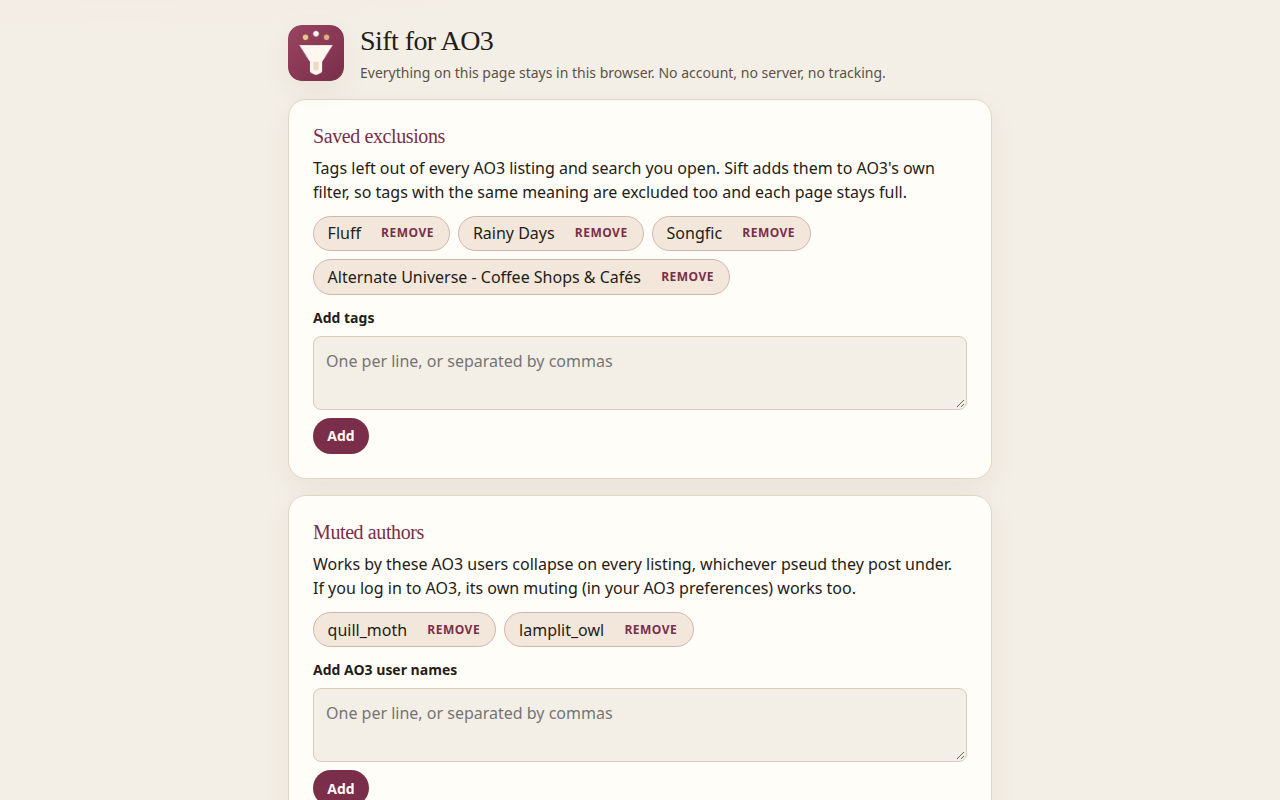 Sift for AO3
Everything on this page stays in this browser. No account, no server, no tracking.
Saved exclusions
Tags left out of every AO3 listing and search you open. Sift adds them to AO3's own
filter, so tags with the same meaning are excluded too and each page stays full.
Fluff REMOVE Rainy Days REMOVE Songfic REMOVE
Alternate Universe - Coffee Shops & Cafés REMOVE
Add tags
One per line, or separated by commas
Add
Muted authors
Works by these AO3 users collapse on every listing, whichever pseud they post under.
If you log in to AO3, its own muting (in your AO3 preferences) works too.
quill_moth REMOVE lamplit_owl REMOVE
Add AO3 user names
One per line, or separated by commas
Add